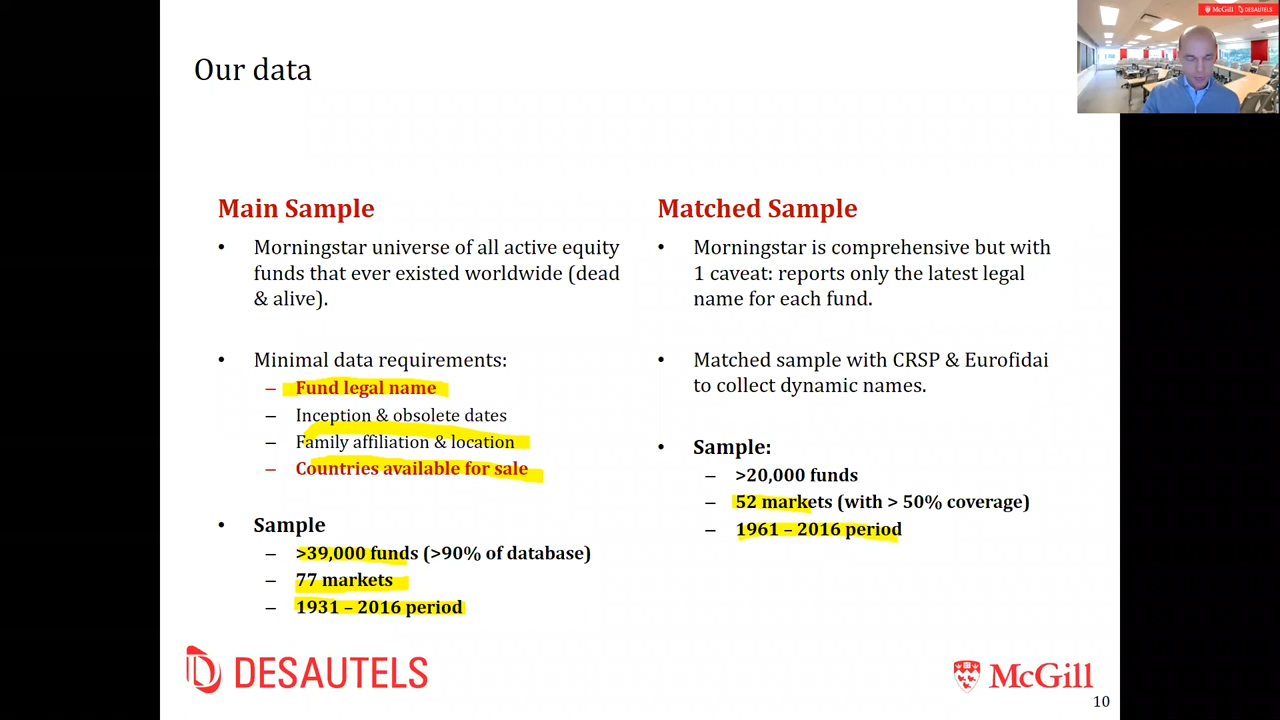 McGill DESAUTELS
Our data
Main Sample
• Morningstar universe of all active equity
funds that ever existed worldwide (dead
& alive).
• Minimal data requirements:
– Fund legal name
– Inception & obsolete dates
– Family affiliation & location
– Countries available for sale
• Sample
– >39,000 funds (>90% of database)
– 77 markets
– 1931 – 2016 period
Matched Sample
• Morningstar is comprehensive but with
1 caveat: reports only the latest legal
name for each fund.
• Matched sample with CRSP & Eurofidai
to collect dynamic names.
• Sample:
– >20,000 funds
– 52 markets (with > 50% coverage)
– 1961 – 2016 period
DESAUTELS
McGill
10